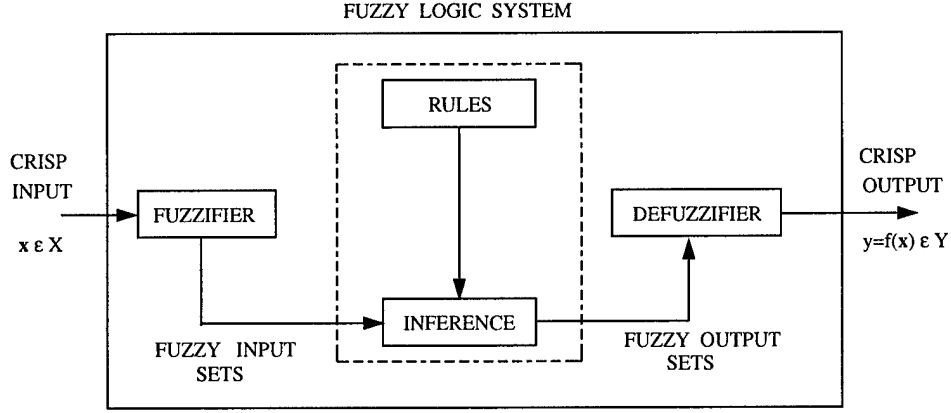 FUZZY LOGIC SYSTEM
RULES
CRISP
INPUT
x ε X
FUZZIFIER
DEFUZZIFIER
CRISP
OUTPUT
y=f(x) ε Y
INFERENCE
FUZZY INPUT
SETS
FUZZY OUTPUT
SETS